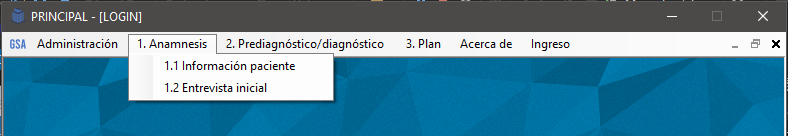 PRINCIPAL - [LOGIN]
GSA Administración 1. Anamnesis 2. Prediagnóstico/diagnóstico 3. Plan Acerca de Ingreso
1.1 Información paciente
1.2 Entrevista inicial